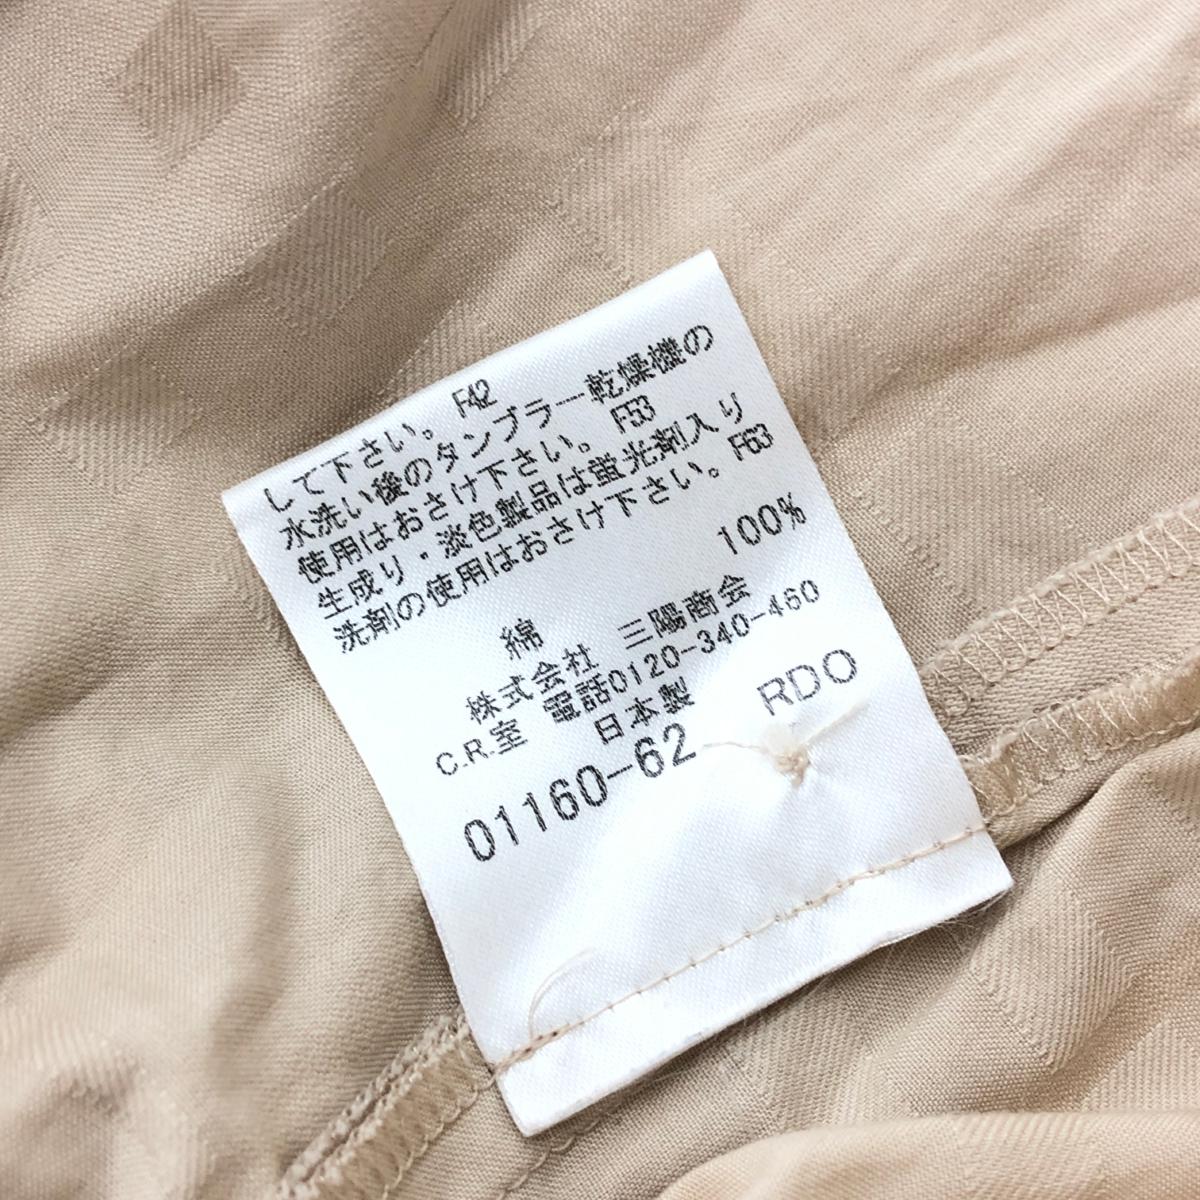 して下さい。 F42
水洗い後のタンブラー乾燥機の
使用はおさけ下さい。 F53
生成り・淡色製品は蛍光剤入り
洗剤の使用はおさけ下さい。 F63
綿 100%
株式会社 三陽商会
C.R.室 電話0120-340-460
日本製
01160-62 RDO